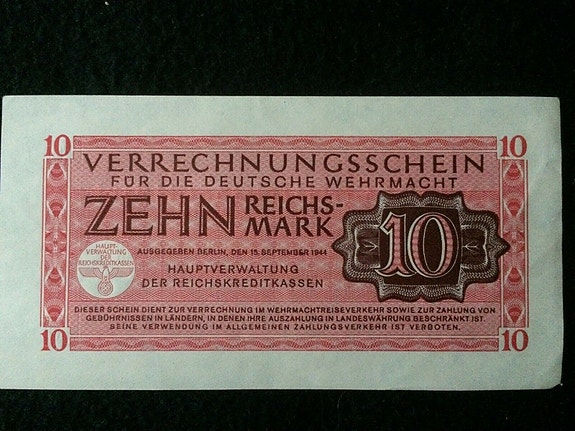 10 10
VERRECHNUNGSSCHEIN
FÜR DIE DEUTSCHE WEHRMACHT
ZEHN REICHS-
MARK
10
AUSGEGEBEN BERLIN, DEN 15. SEPTEMBER 1944
HAUPTVERWALTUNG
DER REICHSKREDITKASSEN
HAUPT-
VERWALTUNG
DER
REICHSKREDITKASSEN
DIESER SCHEIN DIENT ZUR VERRECHNUNG IM WEHRMACHTREISEVERKEHR SOWIE ZUR ZAHLUNG VON
GEBÜHRNISSEN IN LÄNDERN, IN DENEN IHRE AUSZAHLUNG IN LANDESWÄHRUNG BESCHRÄNKT IST.
SEINE VERWENDUNG IM ALLGEMEINEN ZAHLUNGSVERKEHR IST VERBOTEN.
10 10